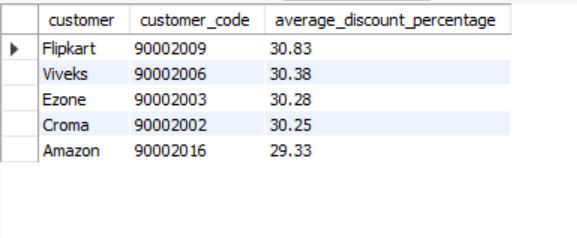 customer customer_code average_discount_percentage
Flipkart 90002009 30.83
Viveks 90002006 30.38
Ezone 90002003 30.28
Croma 90002002 30.25
Amazon 90002016 29.33